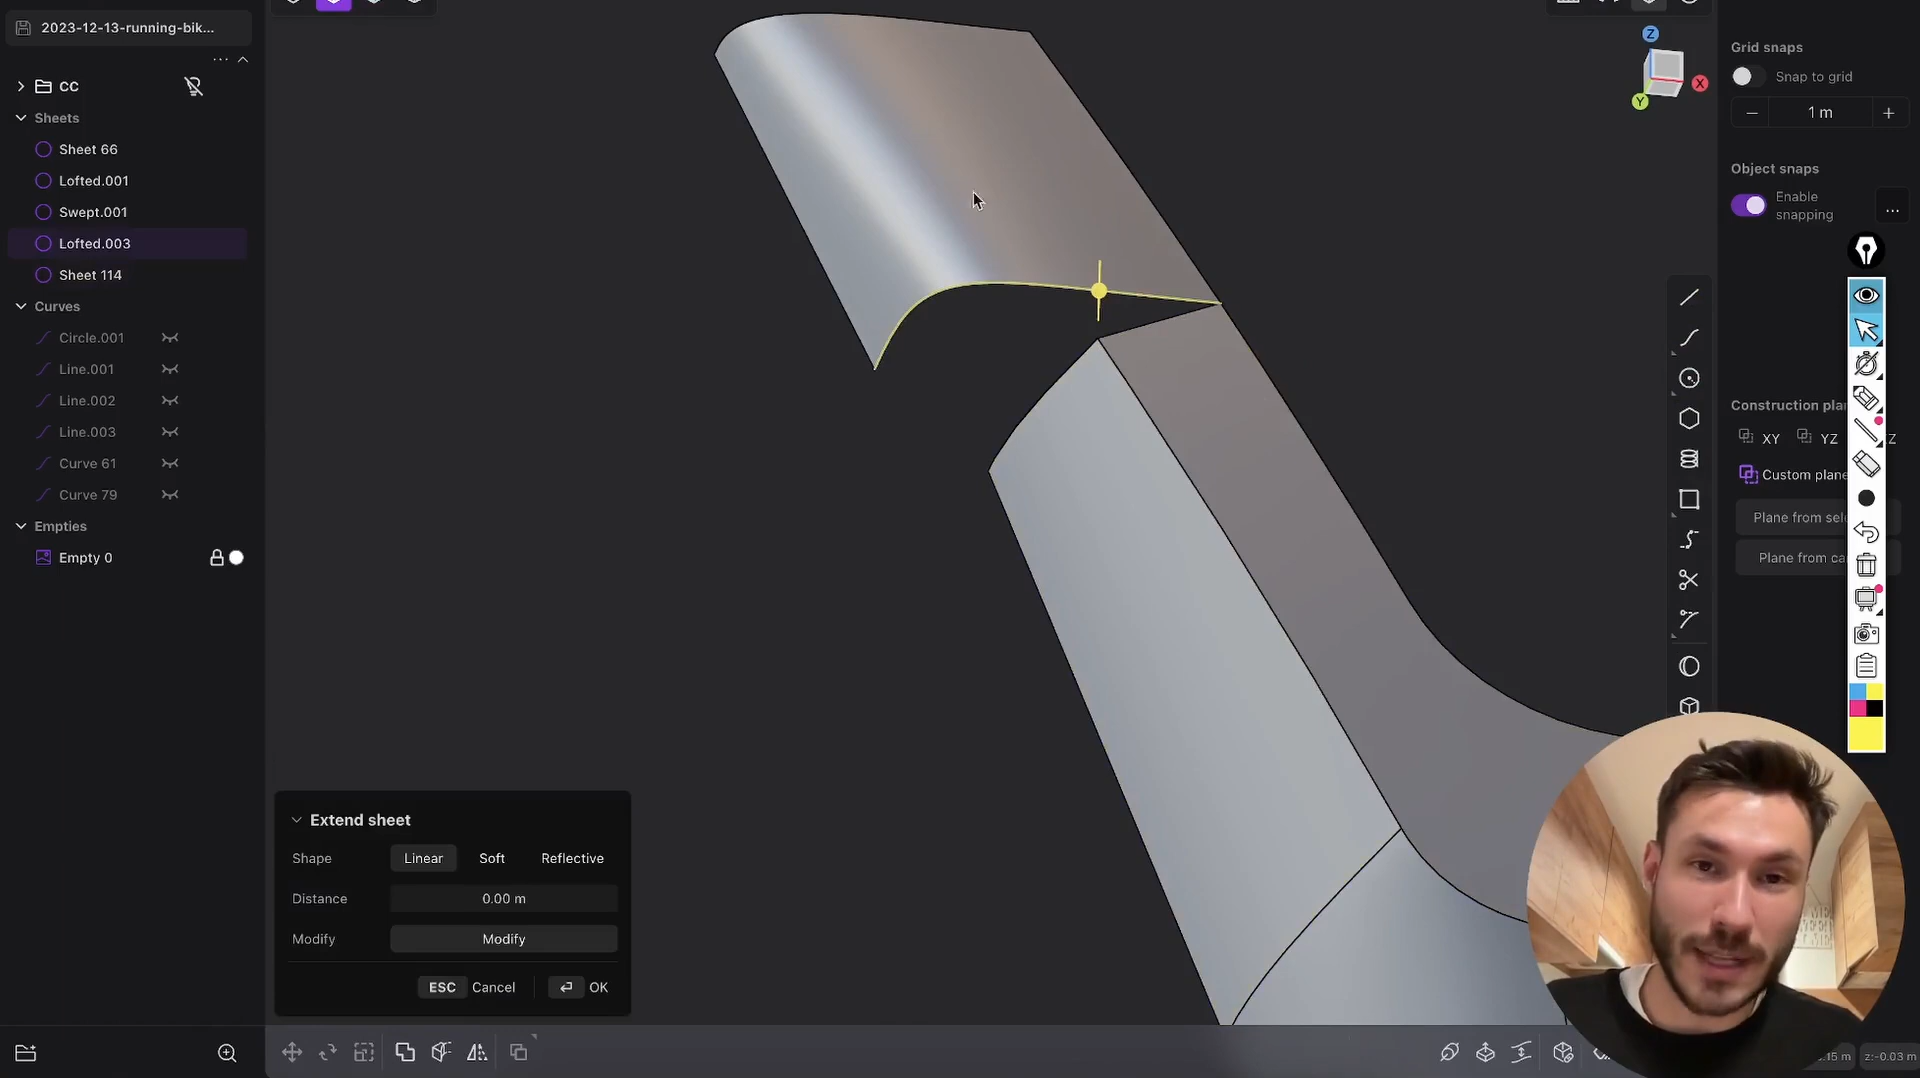 2023-12-13-running-bik...
CC
Sheets
Sheet 66
Lofted.001
Swept.001
Lofted.003
Sheet 114
Curves
Circle.001
Line.001
Line.002
Line.003
Curve 61
Curve 79
Empties
Empty 0
Z
X
Y
Grid snaps
Snap to grid
1 m
Object snaps
Enable
snapping
...
Construction plan
XY YZ Z
Custom plane
Plane from sele
Plane from ca
Extend sheet
Shape Linear Soft Reflective
Distance 0.00 m
Modify Modify
ESC Cancel OK
.15 m z:-0.03 m